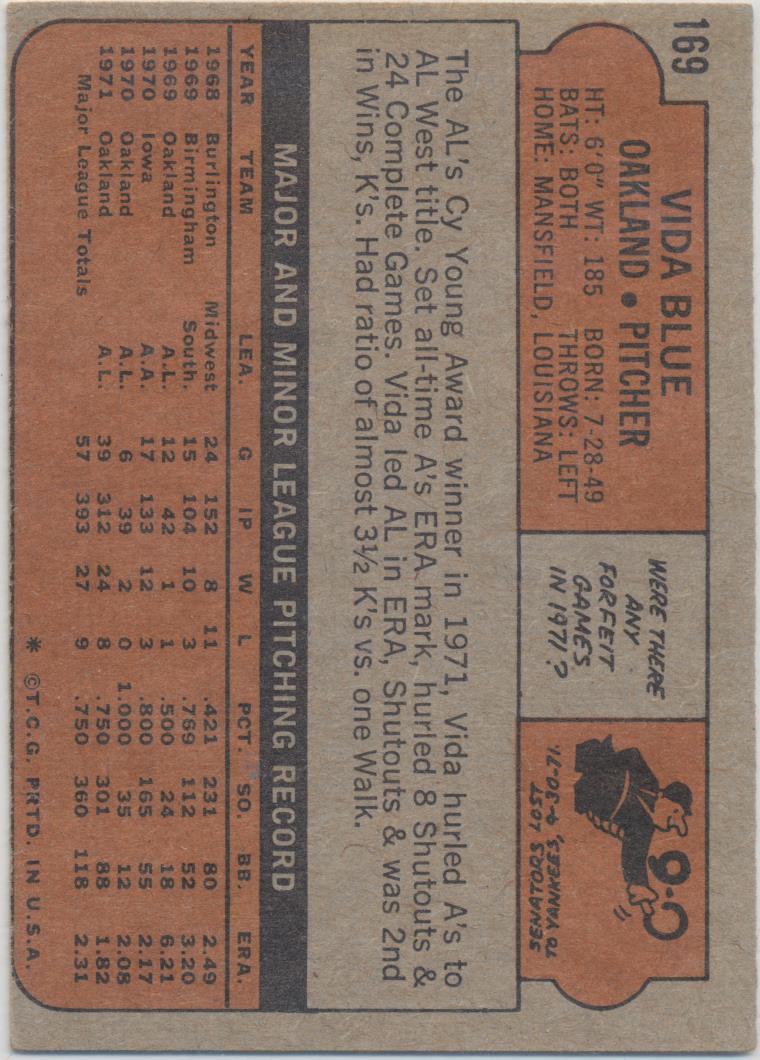 169
VIDA BLUE
OAKLAND • PITCHER
HT: 6'0" WT: 185 BORN: 7-28-49
BATS: BOTH THROWS: LEFT
HOME: MANSFIELD, LOUISIANA
WERE THERE
ANY
FORFEIT
GAMES
IN 1971?
9-0
SENATORS LOST
TO YANKEES, 9-30-71.
The AL's Cy Young Award winner in 1971, Vida hurled A's to
AL West title. Set all-time A's ERA mark, hurled 8 Shutouts &
24 Complete Games. Vida led AL in ERA, Shutouts & was 2nd
in Wins, K's. Had ratio of almost 3½ K's vs. one Walk.
MAJOR AND MINOR LEAGUE PITCHING RECORD
YEAR TEAM LEA. G IP W L PCT. SO. BB. ERA.
1968 Burlington Midwest 24 152 8 11 .421 231 80 2.49
1969 Birmingham South. 15 104 10 3 .769 112 52 3.20
1969 Oakland A.L. 12 42 1 1 .500 24 18 6.21
1970 Iowa A.A. 17 133 12 3 .800 165 55 2.17
1970 Oakland A.L. 6 39 2 0 1.000 35 12 2.08
1971 Oakland A.L. 39 312 24 8 .750 301 88 1.82
Major League Totals 57 393 27 9 .750 360 118 2.31
* ©T.C.G. PRTD. IN U.S.A.